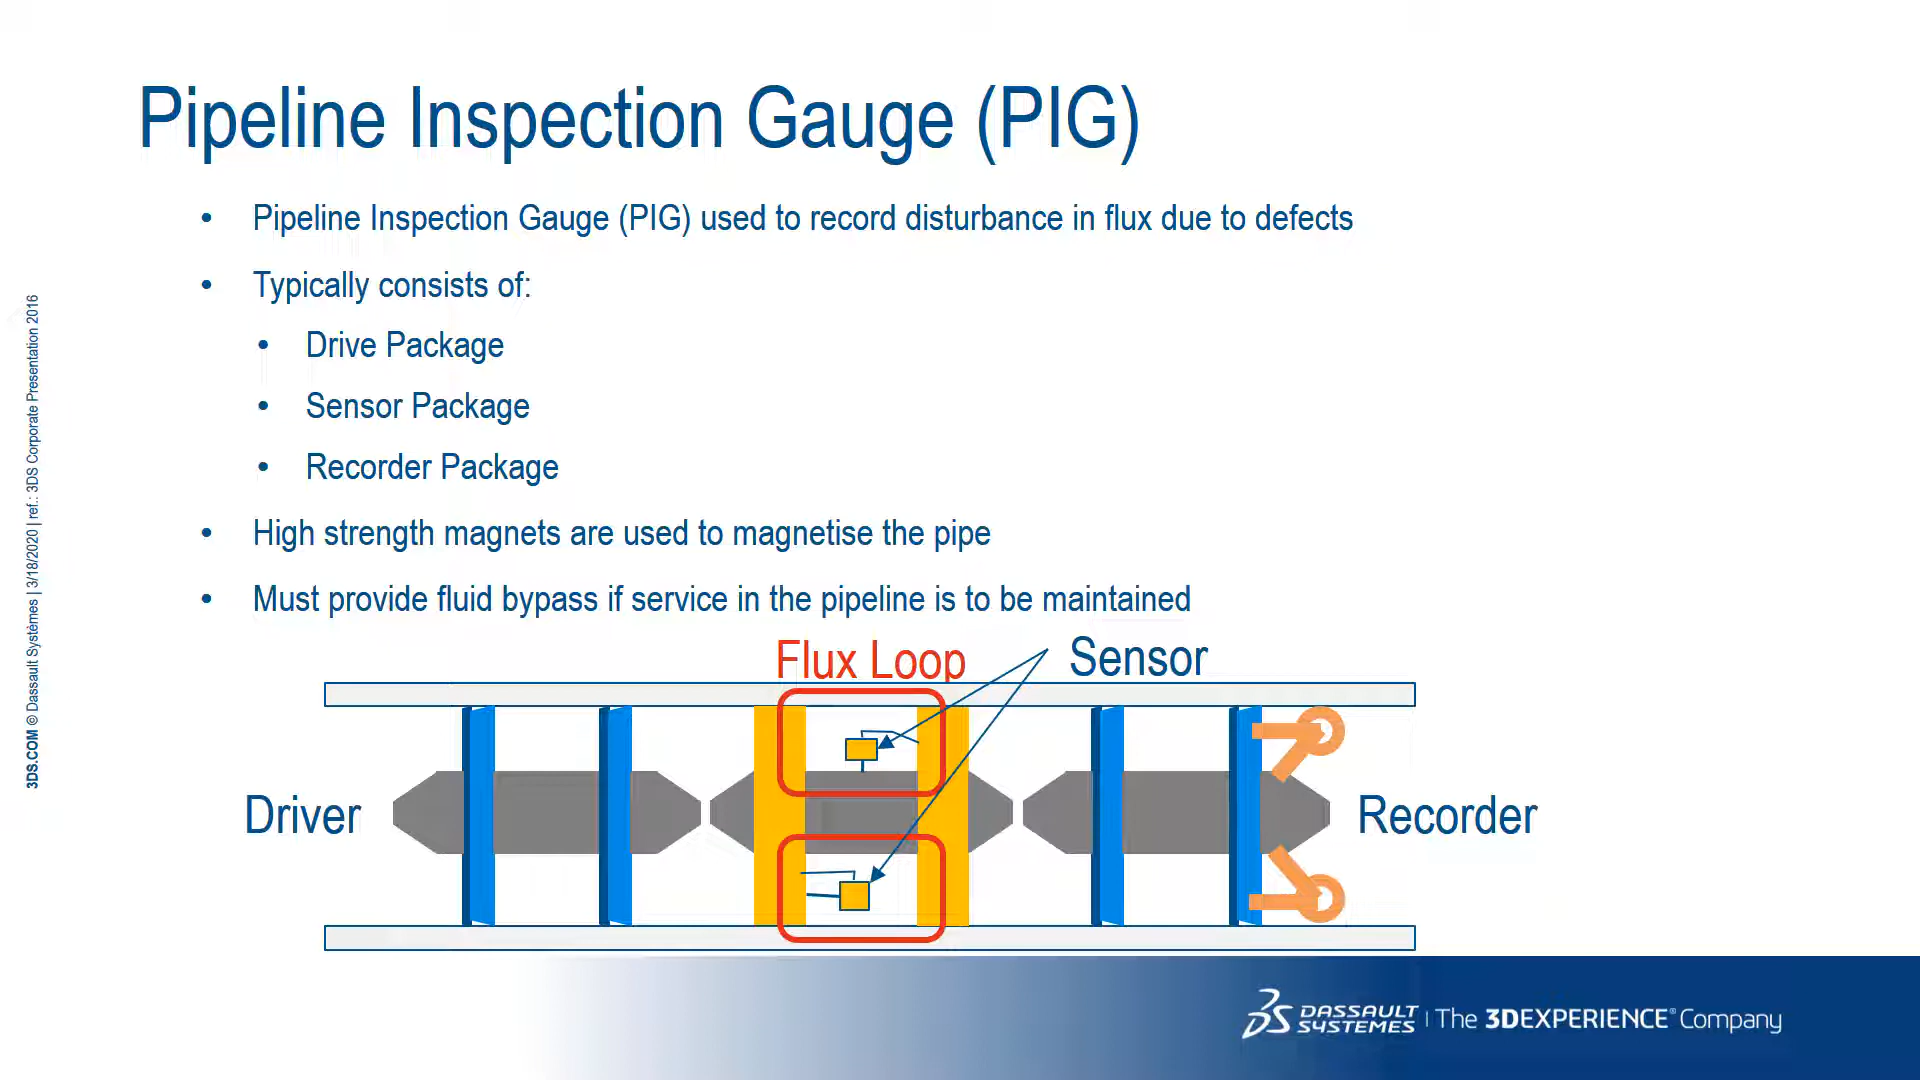 Pipeline Inspection Gauge (PIG)
• Pipeline Inspection Gauge (PIG) used to record disturbance in flux due to defects
• Typically consists of:
• Drive Package
• Sensor Package
• Recorder Package
• High strength magnets are used to magnetise the pipe
• Must provide fluid bypass if service in the pipeline is to be maintained
Flux Loop
Sensor
Driver
Recorder
3DS.COM © Dassault Systèmes | 3/18/2020 | ref.: 3DS Corporate Presentation 2016
DASSAULT SYSTEMES | The 3DEXPERIENCE® Company